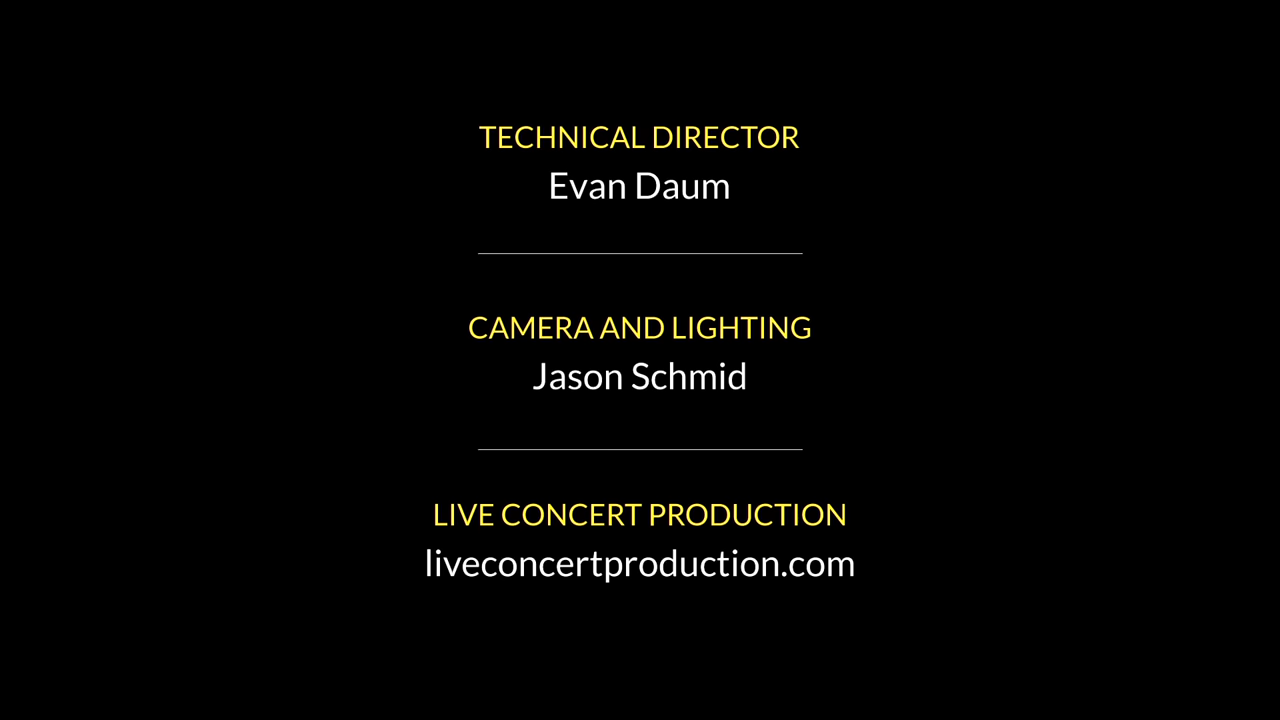 TECHNICAL DIRECTOR
Evan Daum
CAMERA AND LIGHTING
Jason Schmid
LIVE CONCERT PRODUCTION
liveconcertproduction.com